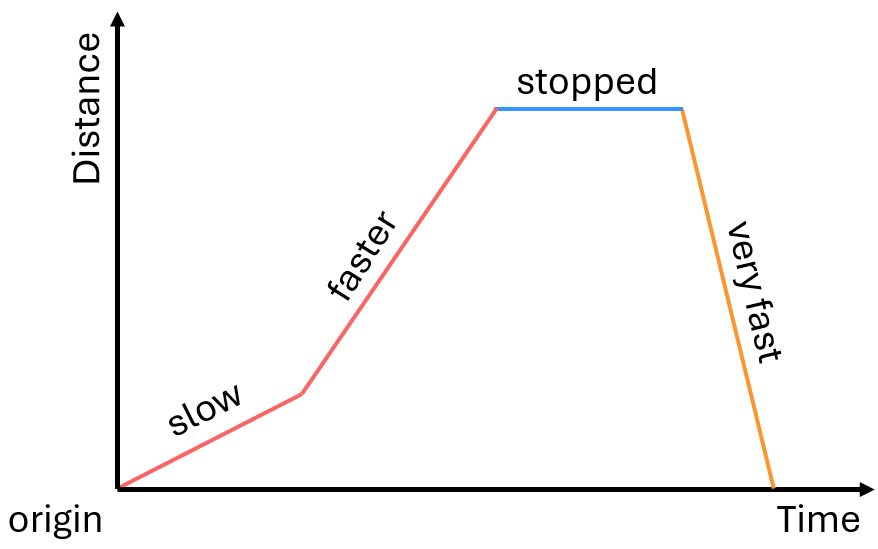 Distance
stopped
faster
very fast
slow
origin
Time